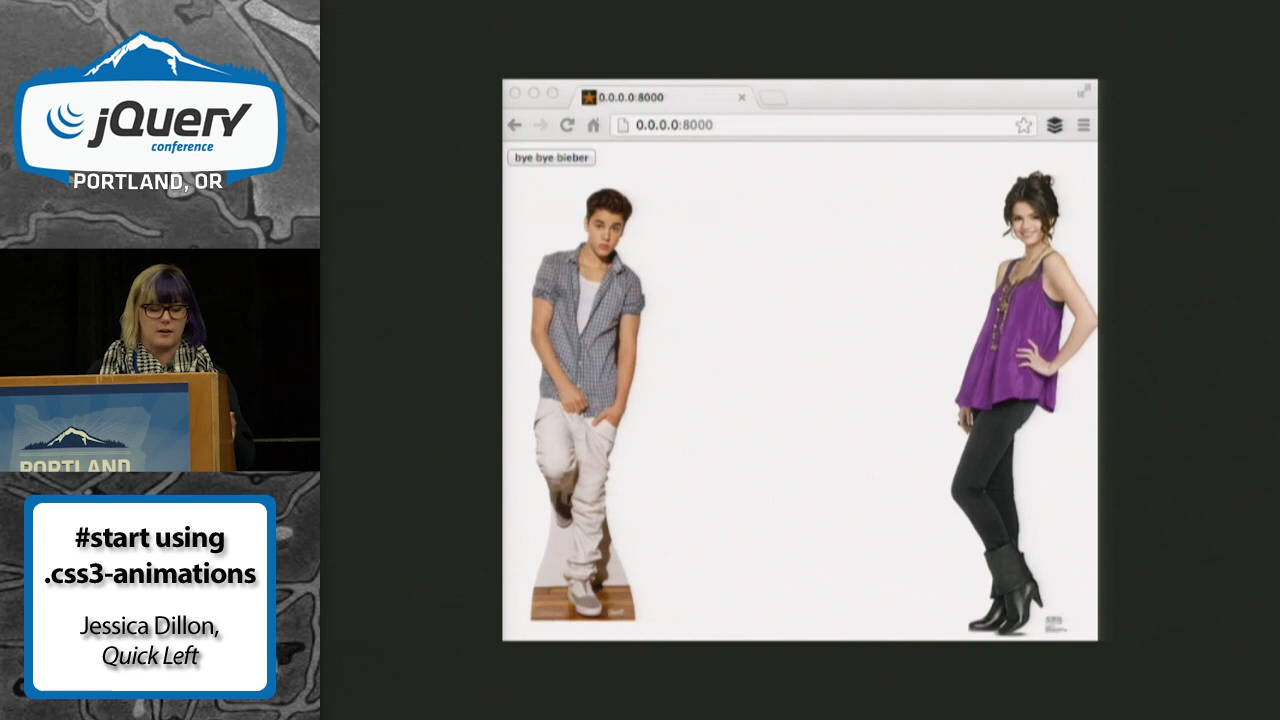 jQuery
conference
PORTLAND, OR
PORTLAND
#start using
.css3-animations
Jessica Dillon,
Quick Left
0.0.0.0:8000
0.0.0.0:8000
bye bye bieber